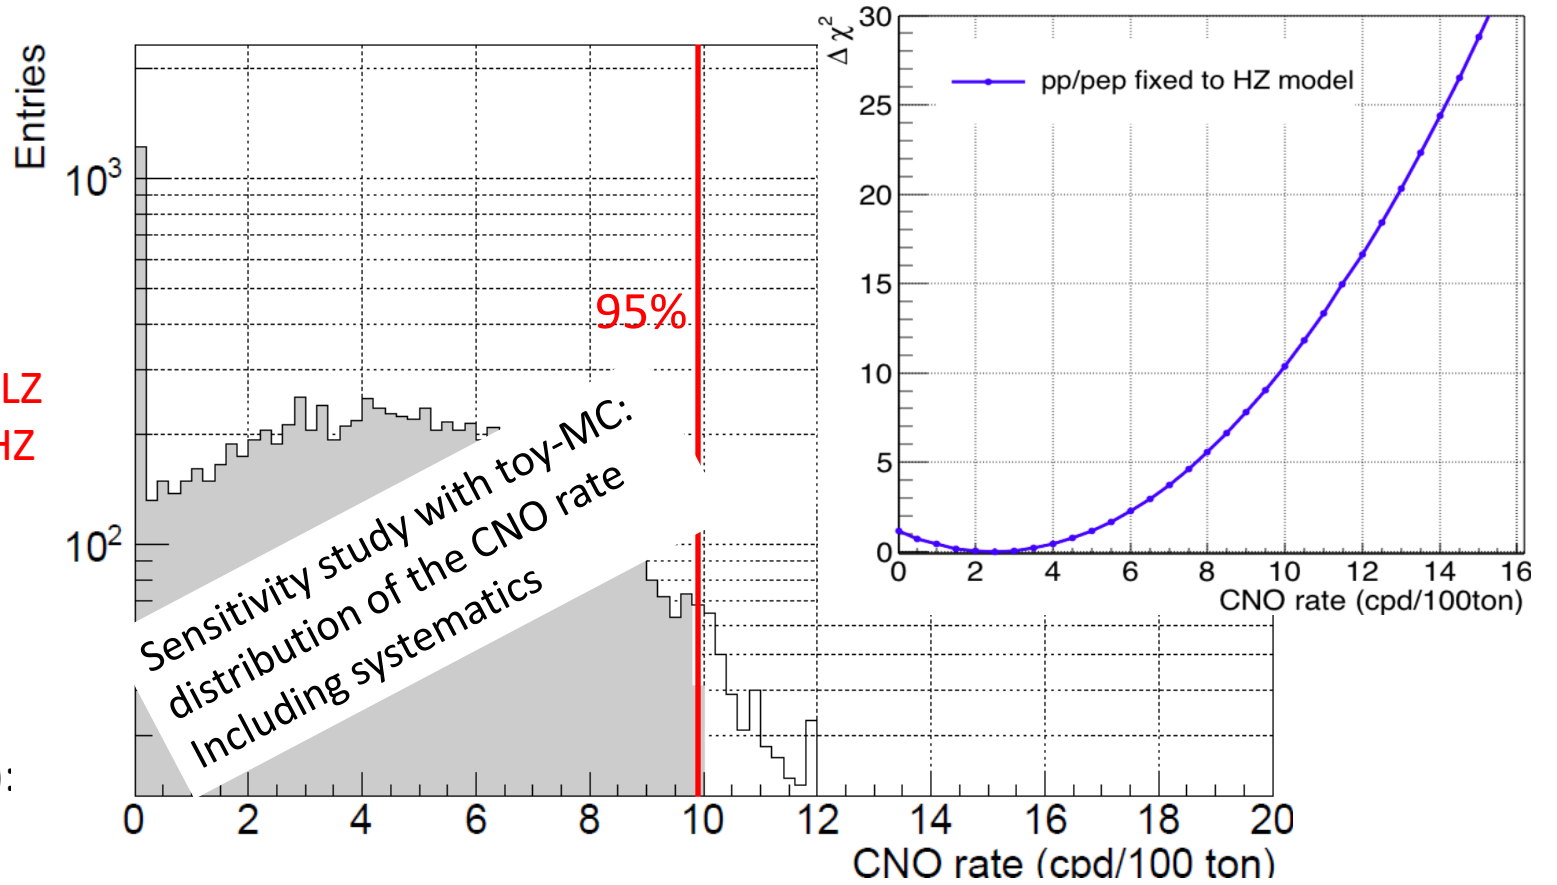 Entries
10³
10²
LZ
HZ
95%
Sensitivity study with toy-MC:
distribution of the CNO rate
Including systematics
0 2 4 6 8 10 12 14 16 18 20
CNO rate (cpd/100 ton)
Δχ²
30
25
20
15
10
5
0
pp/pep fixed to HZ model
0 2 4 6 8 10 12 14 16
CNO rate (cpd/100ton)